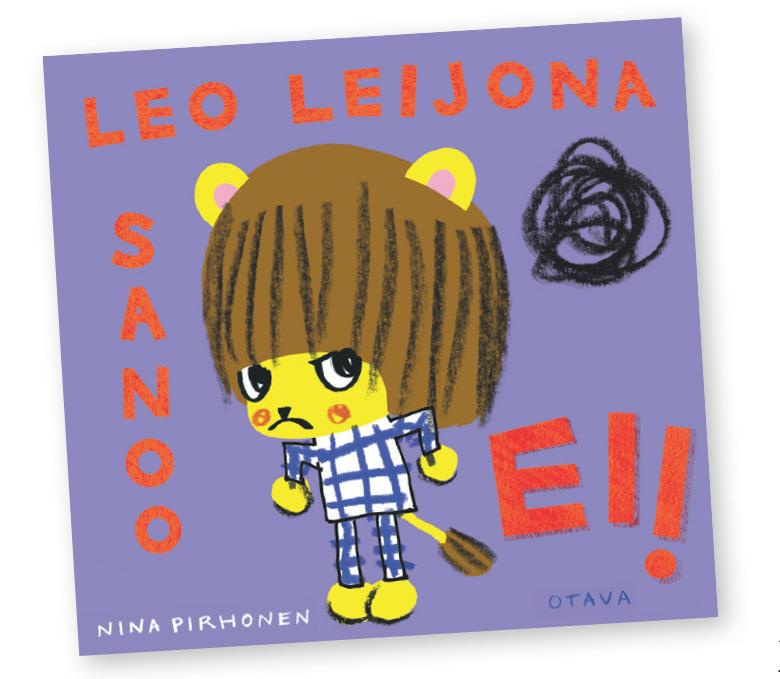 LEO LEIJONA
SANOO
EI!
NINA PIRHONEN
OTAVA